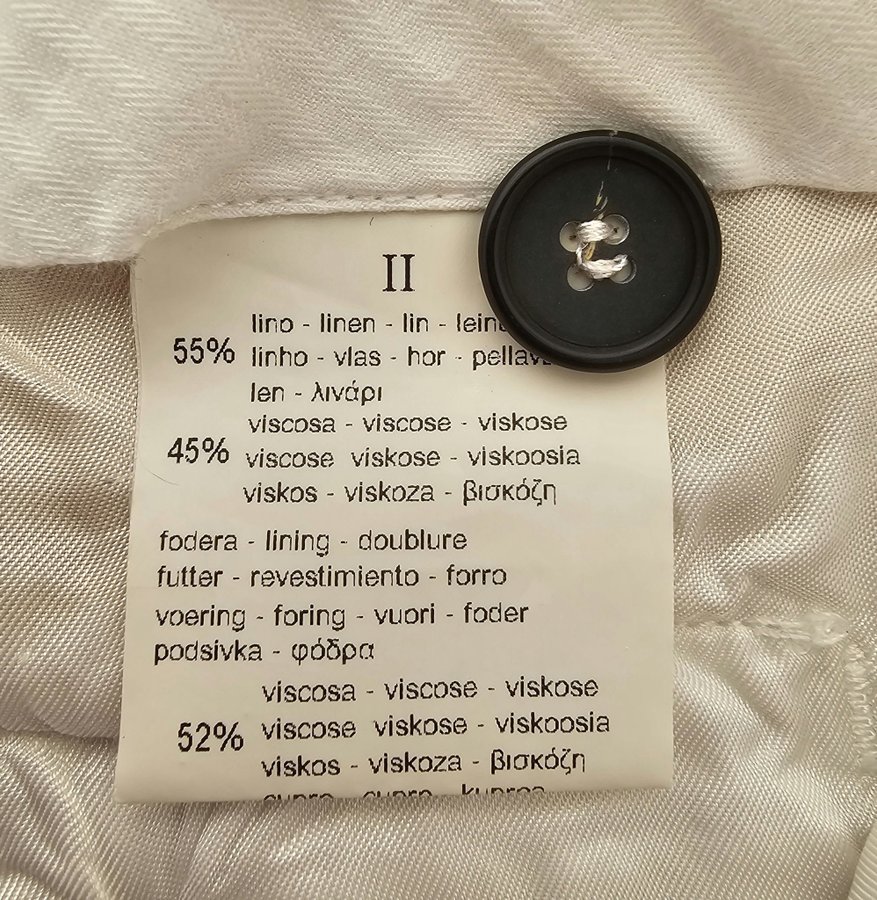 II
lino - linen - lin -
55% linho - vlas - hor -
len - λινάρι
viscosa - viscose - viskose
45% viscose viskose - viskoosia
viskos - viskoza - βισκόζη
fodera - lining - doublure
futter - revestimiento - forro
voering - foring - vuori - foder
podsivka - φόδρα
viscosa - viscose - viskose
52% viscose viskose - viskoosia
viskos - viskoza - βισκόζη